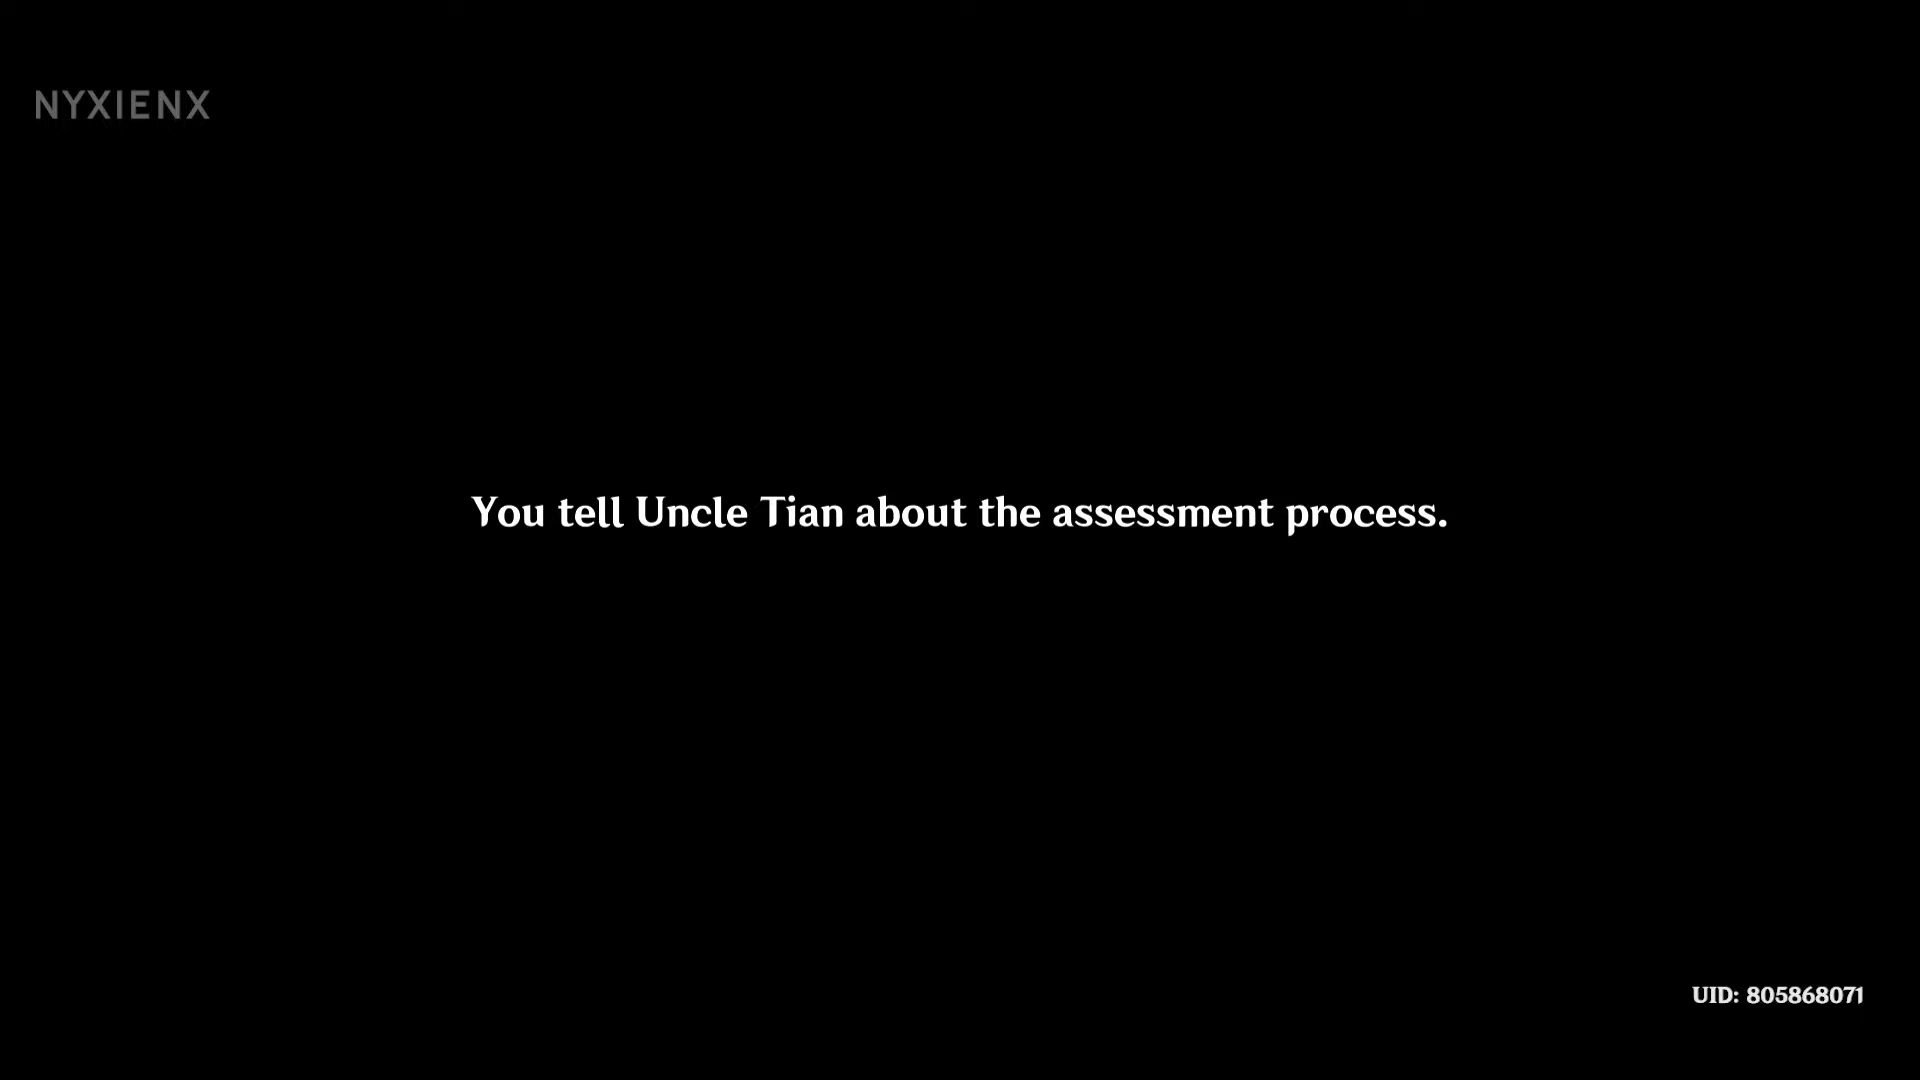 NYXIENX
You tell Uncle Tian about the assessment process.
UID: 805868071